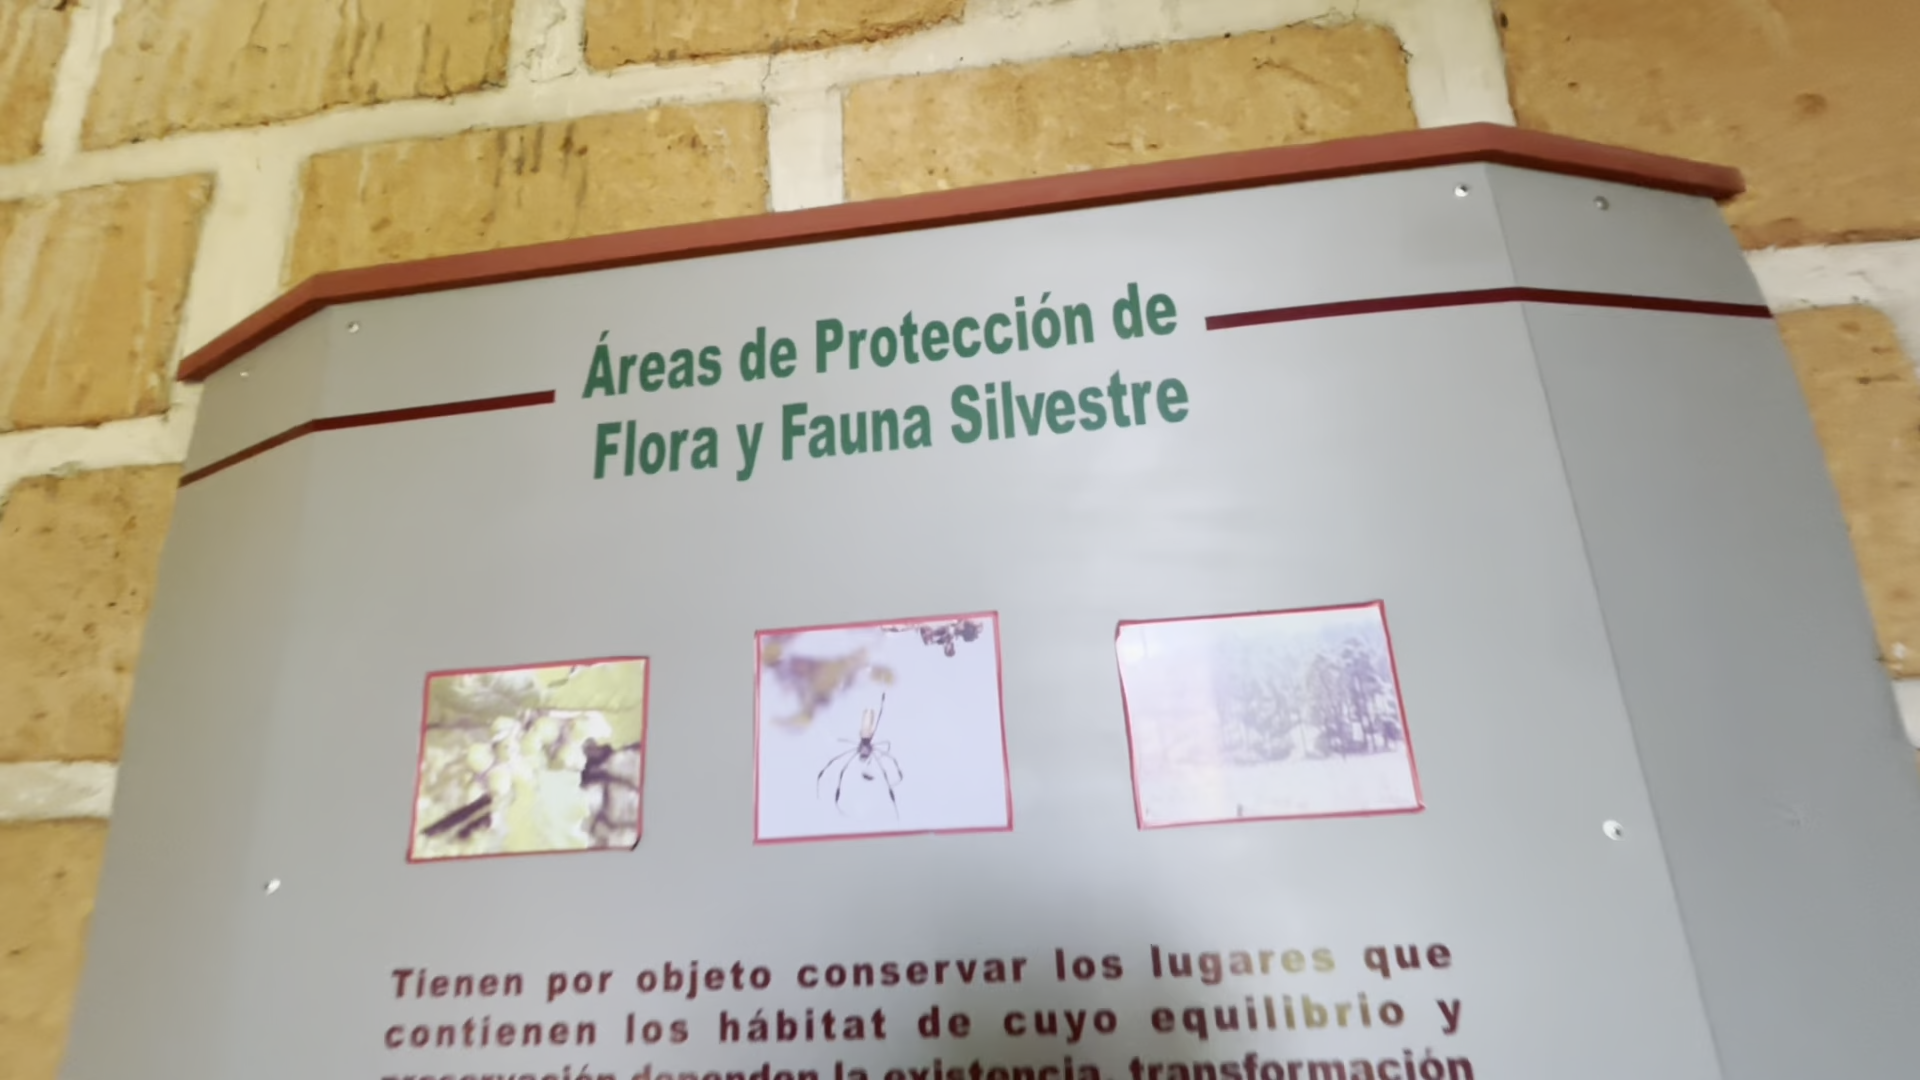 Áreas de Protección de
Flora y Fauna Silvestre
Tienen por objeto conservar los lugares que
contienen los hábitat de cuyo equilibrio y
preservación dependen la existencia, transformación